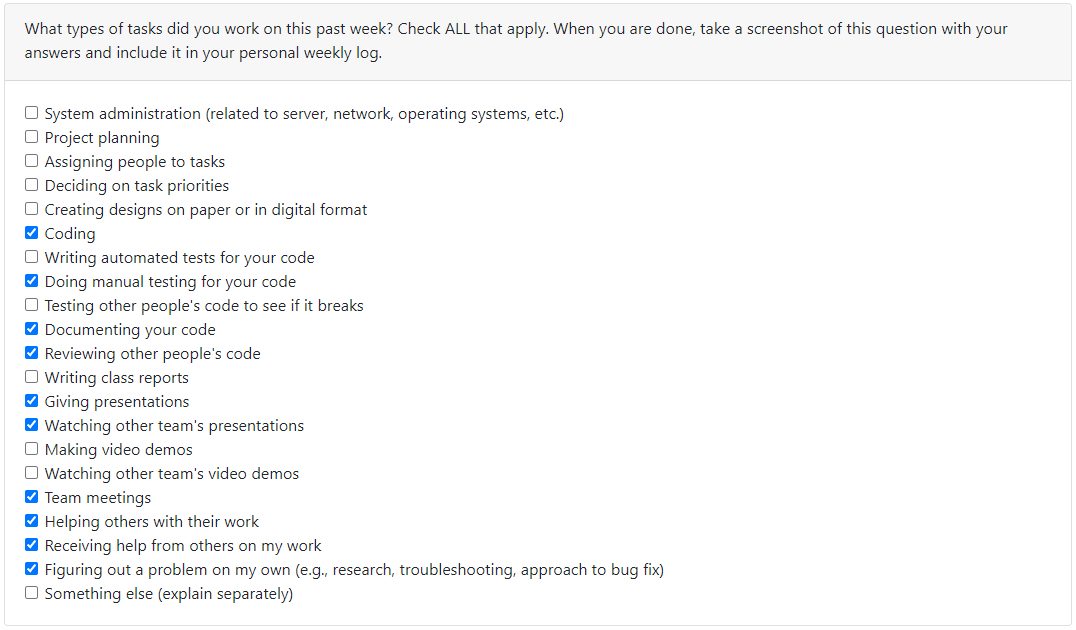 What types of tasks did you work on this past week? Check ALL that apply. When you are done, take a screenshot of this question with your
answers and include it in your personal weekly log.
System administration (related to server, network, operating systems, etc.)
Project planning
Assigning people to tasks
Deciding on task priorities
Creating designs on paper or in digital format
Coding
Writing automated tests for your code
Doing manual testing for your code
Testing other people's code to see if it breaks
Documenting your code
Reviewing other people's code
Writing class reports
Giving presentations
Watching other team's presentations
Making video demos
Watching other team's video demos
Team meetings
Helping others with their work
Receiving help from others on my work
Figuring out a problem on my own (e.g., research, troubleshooting, approach to bug fix)
Something else (explain separately)